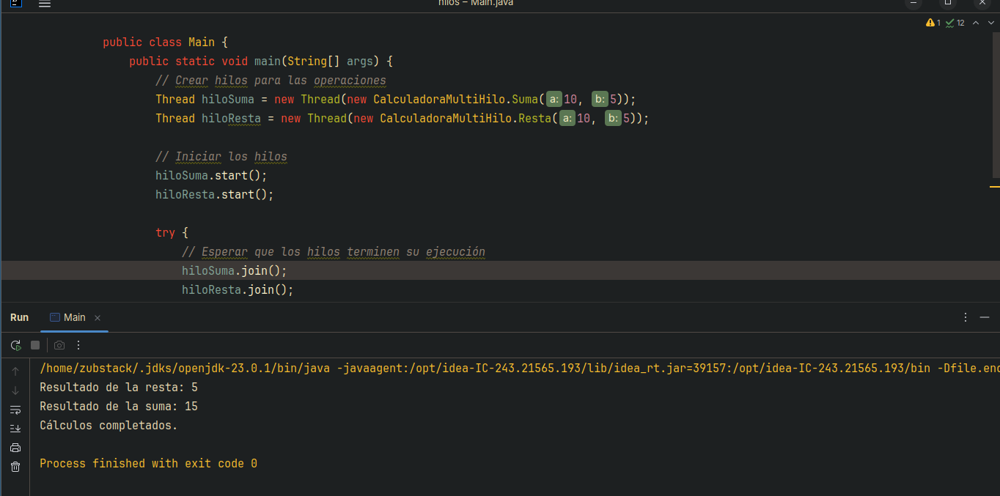 hilos – Main.java
1 12
public class Main {
public static void main(String[] args) {
// Crear hilos para las operaciones
Thread hiloSuma = new Thread(new CalculadoraMultiHilo.Suma( a: 10, b: 5));
Thread hiloResta = new Thread(new CalculadoraMultiHilo.Resta( a: 10, b: 5));
// Iniciar los hilos
hiloSuma.start();
hiloResta.start();
try {
// Esperar que los hilos terminen su ejecución
hiloSuma.join();
hiloResta.join();
Run Main
/home/zubstack/.jdks/openjdk-23.0.1/bin/java -javaagent:/opt/idea-IC-243.21565.193/lib/idea_rt.jar=39157:/opt/idea-IC-243.21565.193/bin -Dfile.enc
Resultado de la resta: 5
Resultado de la suma: 15
Cálculos completados.
Process finished with exit code 0